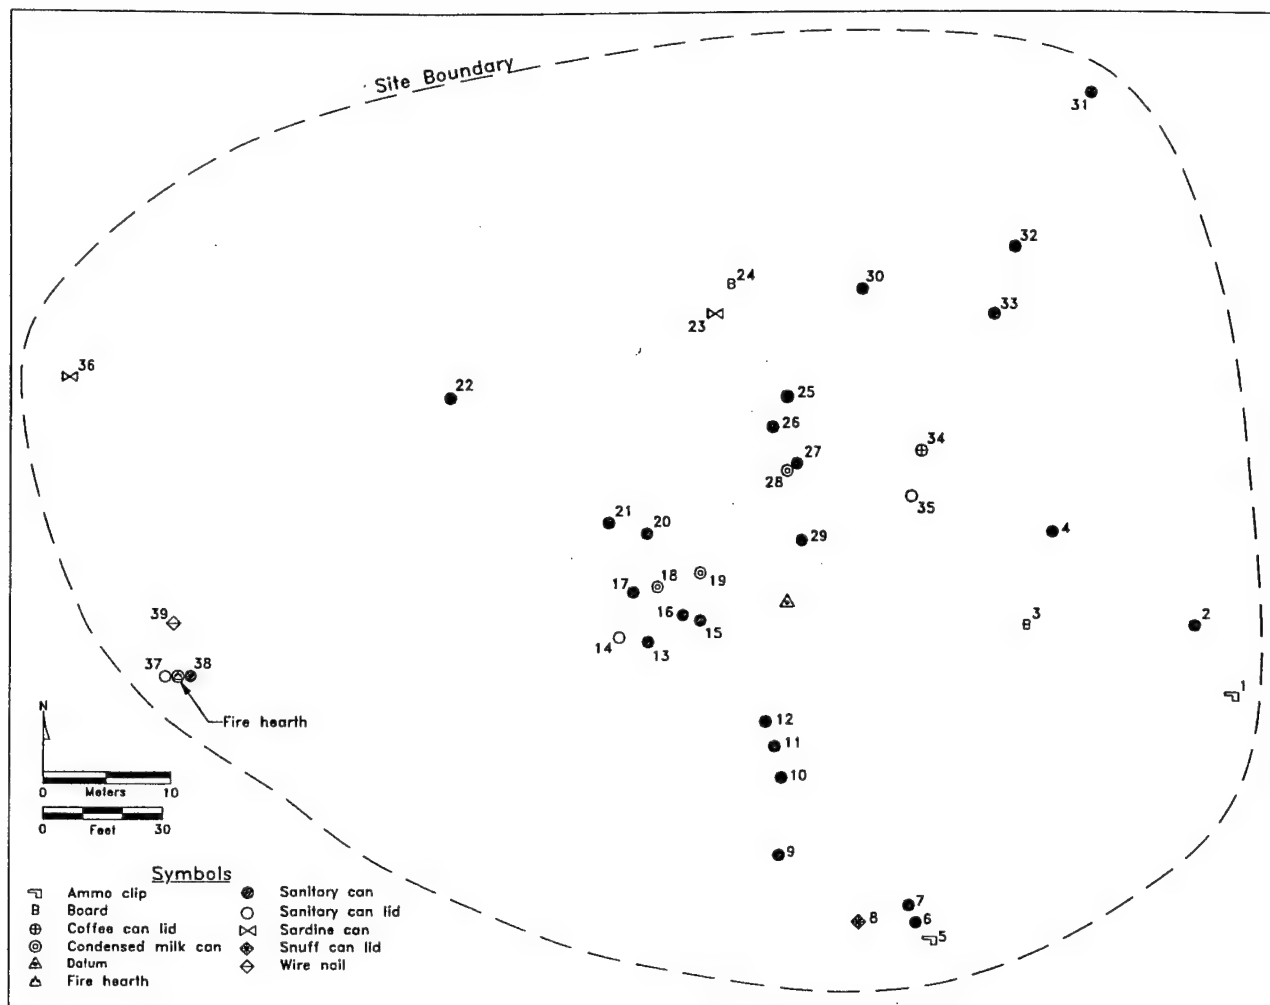 Site Boundary
31
32
24
30
23
33
36
22
25
26
34
27
28
35
21
20
29
4
18
19
17
16
39
3
2
14
15
13
37
38
1
N
Fire hearth
12
11
0 Meters 10
10
0 Feet 30
9
Symbols
Ammo clip
Board
Coffee can lid
Condensed milk can
Datum
Fire hearth
Sanitary can
Sanitary can lid
Sardine can
Snuff can lid
Wire nail
7
8
6
5